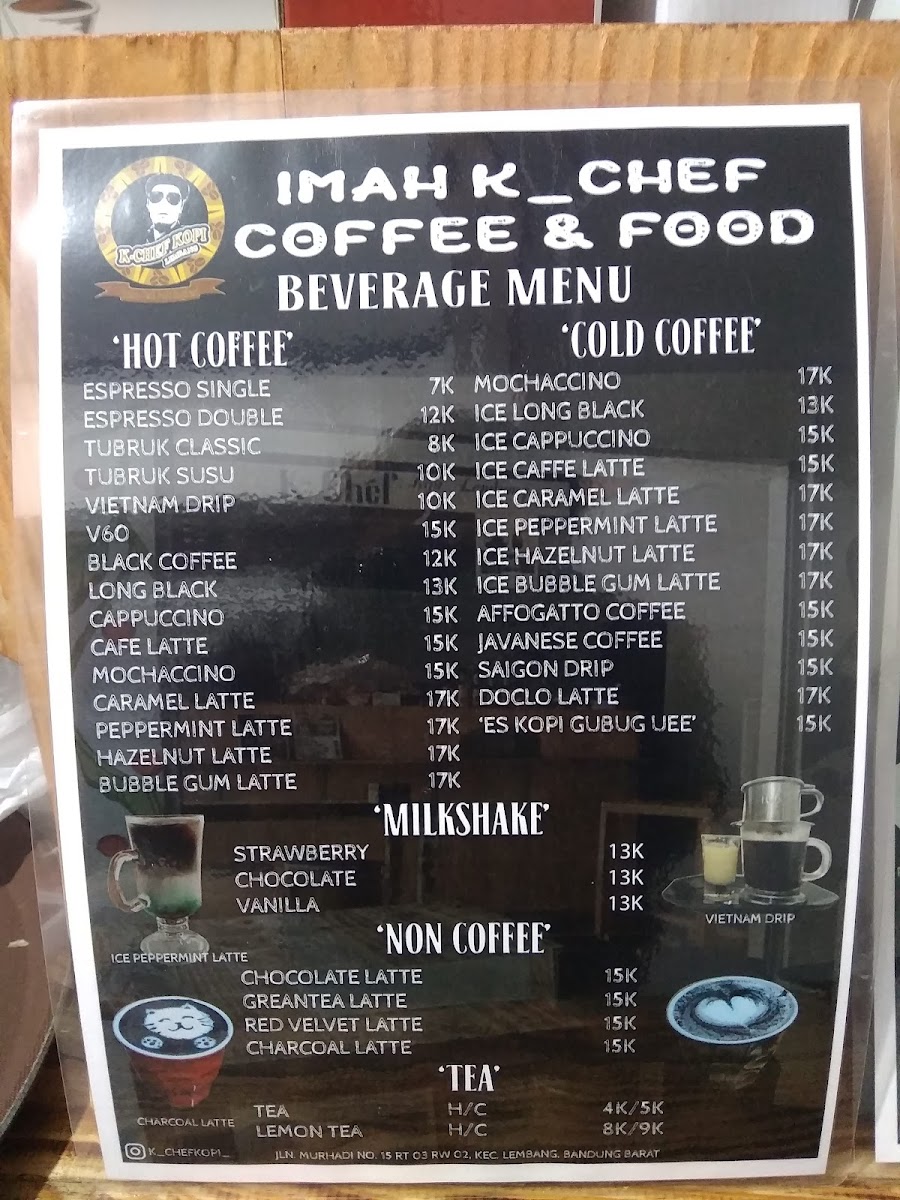 IMAH K_CHEF
COFFEE & FOOD
K-CHEF KOPI
LEMBANG
BEVERAGE MENU
'HOT COFFEE'
ESPRESSO SINGLE 7K
ESPRESSO DOUBLE 12K
TUBRUK CLASSIC 8K
TUBRUK SUSU 10K
VIETNAM DRIP 10K
V60 15K
BLACK COFFEE 12K
LONG BLACK 13K
CAPPUCCINO 15K
CAFE LATTE 15K
MOCHACCINO 15K
CARAMEL LATTE 17K
PEPPERMINT LATTE 17K
HAZELNUT LATTE 17K
BUBBLE GUM LATTE 17K
'COLD COFFEE'
MOCHACCINO 17K
ICE LONG BLACK 13K
ICE CAPPUCCINO 15K
ICE CAFFE LATTE 15K
ICE CARAMEL LATTE 17K
ICE PEPPERMINT LATTE 17K
ICE HAZELNUT LATTE 17K
ICE BUBBLE GUM LATTE 17K
AFFOGATTO COFFEE 15K
JAVANESE COFFEE 15K
SAIGON DRIP 15K
DOCLO LATTE 17K
'ES KOPI GUBUG UEE' 15K
'MILKSHAKE'
STRAWBERRY 13K
CHOCOLATE 13K
VANILLA 13K
ICE PEPPERMINT LATTE
VIETNAM DRIP
'NON COFFEE'
CHOCOLATE LATTE 15K
GREANTEA LATTE 15K
RED VELVET LATTE 15K
CHARCOAL LATTE 15K
CHARCOAL LATTE
'TEA'
TEA H/C 4K/5K
LEMON TEA H/C 8K/9K
K_CHEFKOPI_
JLN. MURHADI NO. 15 RT 03 RW 02, KEC. LEMBANG. BANDUNG BARAT